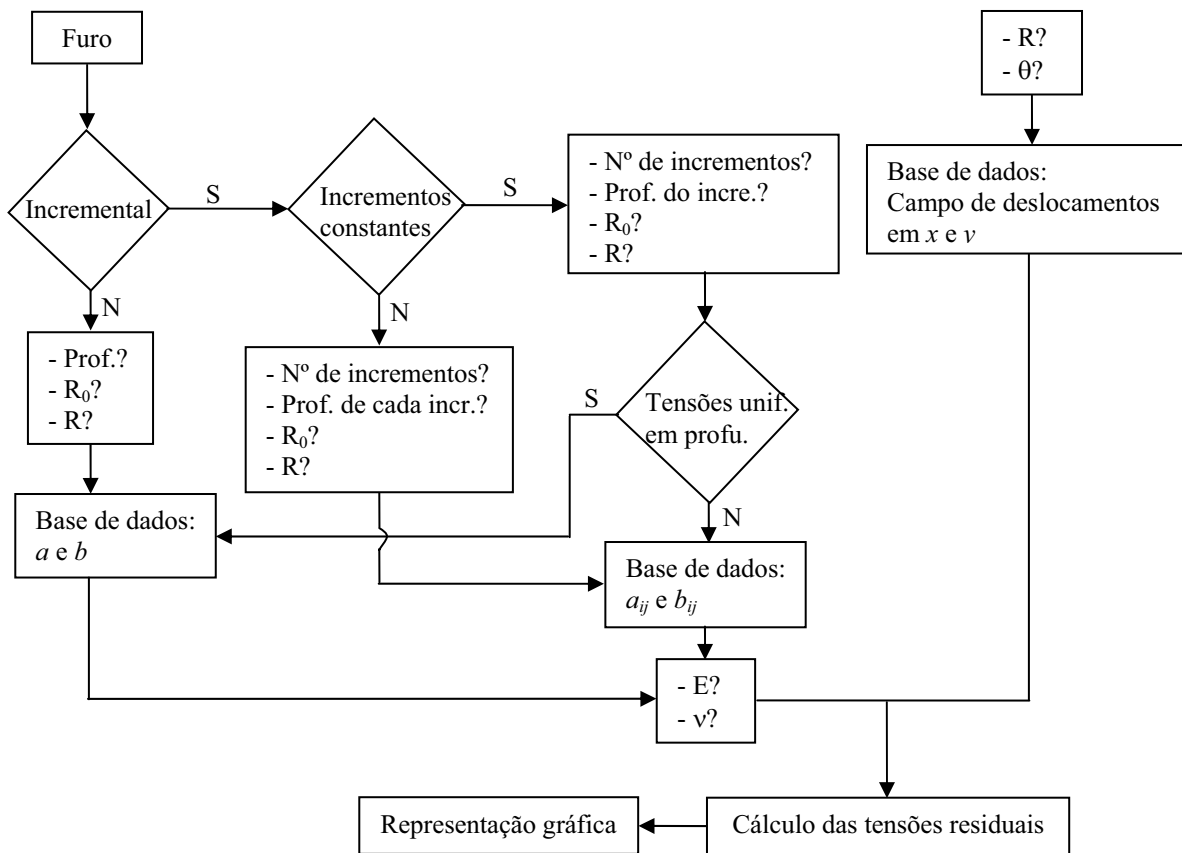 Furo
- R?
- θ?
Incremental
S
Incrementos
constantes
S
- Nº de incrementos?
- Prof. do incre.?
- R₀?
- R?
Base de dados:
Campo de deslocamentos
em x e v
N
N
- Prof.?
- R₀?
- R?
- Nº de incrementos?
- Prof. de cada incr.?
- R₀?
- R?
S
Tensões unif.
em profu.
N
Base de dados:
a e b
Base de dados:
aᵢⱼ e bᵢⱼ
- E?
- ν?
Representação gráfica
Cálculo das tensões residuais